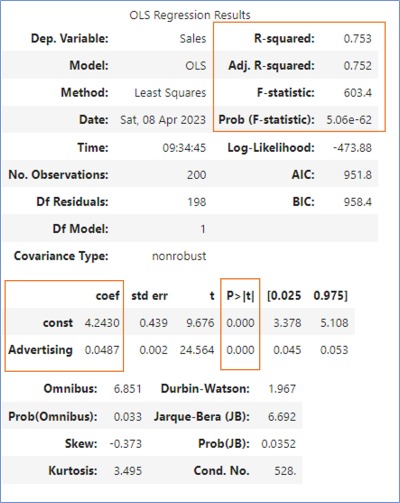 OLS Regression Results
Dep. Variable: Sales R-squared: 0.753
Model: OLS Adj. R-squared: 0.752
Method: Least Squares F-statistic: 603.4
Date: Sat, 08 Apr 2023 Prob (F-statistic): 5.06e-62
Time: 09:34:45 Log-Likelihood: -473.88
No. Observations: 200 AIC: 951.8
Df Residuals: 198 BIC: 958.4
Df Model: 1
Covariance Type: nonrobust
coef std err t P>|t| [0.025 0.975]
const 4.2430 0.439 9.676 0.000 3.378 5.108
Advertising 0.0487 0.002 24.564 0.000 0.045 0.053
Omnibus: 6.851 Durbin-Watson: 1.967
Prob(Omnibus): 0.033 Jarque-Bera (JB): 6.692
Skew: -0.373 Prob(JB): 0.0352
Kurtosis: 3.495 Cond. No. 528.